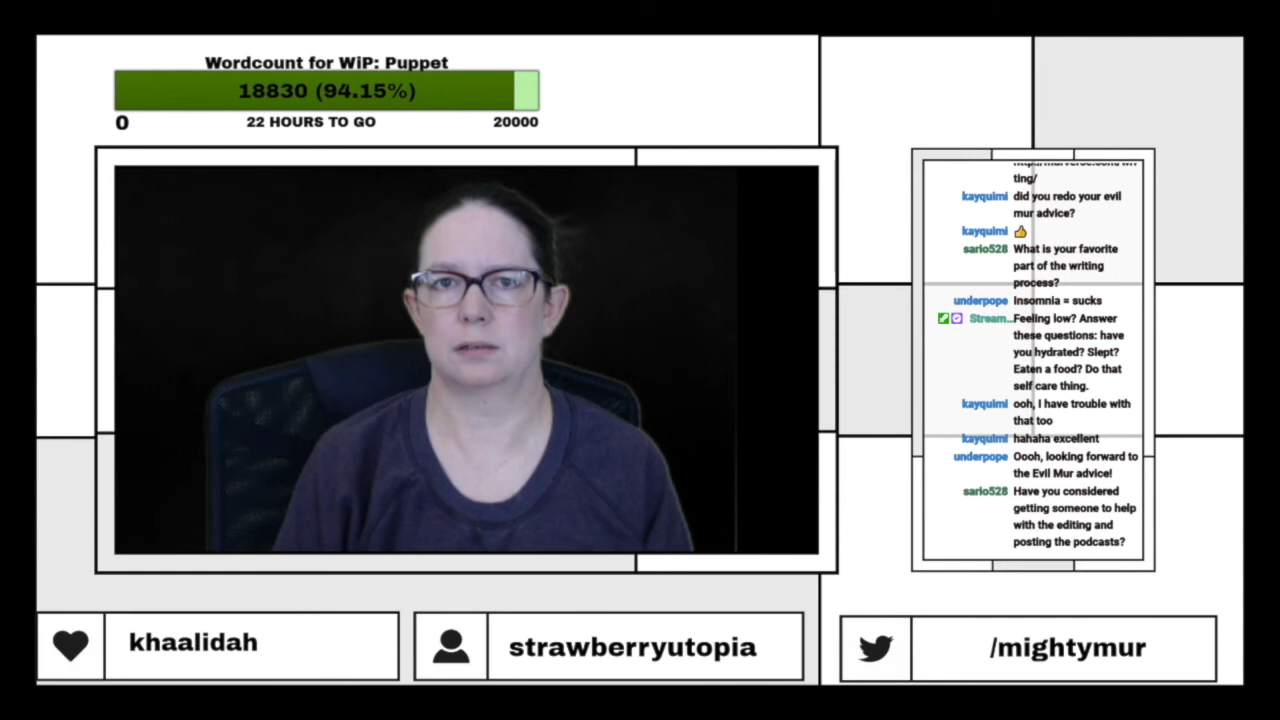 Wordcount for WiP: Puppet
18830 (94.15%)
0 22 HOURS TO GO 20000
ting/
kayquimi did you redo your evil
mur advice?
kayquimi 👍
sario528 What is your favorite
part of the writing
process?
underpope Insomnia = sucks
Stream... Feeling low? Answer
these questions: have
you hydrated? Slept?
Eaten a food? Do that
self care thing.
kayquimi ooh, I have trouble with
that too
kayquimi hahaha excellent
underpope Oooh, looking forward to
the Evil Mur advice!
sario528 Have you considered
getting someone to help
with the editing and
posting the podcasts?
khaalidah
strawberryutopia
/mightymur